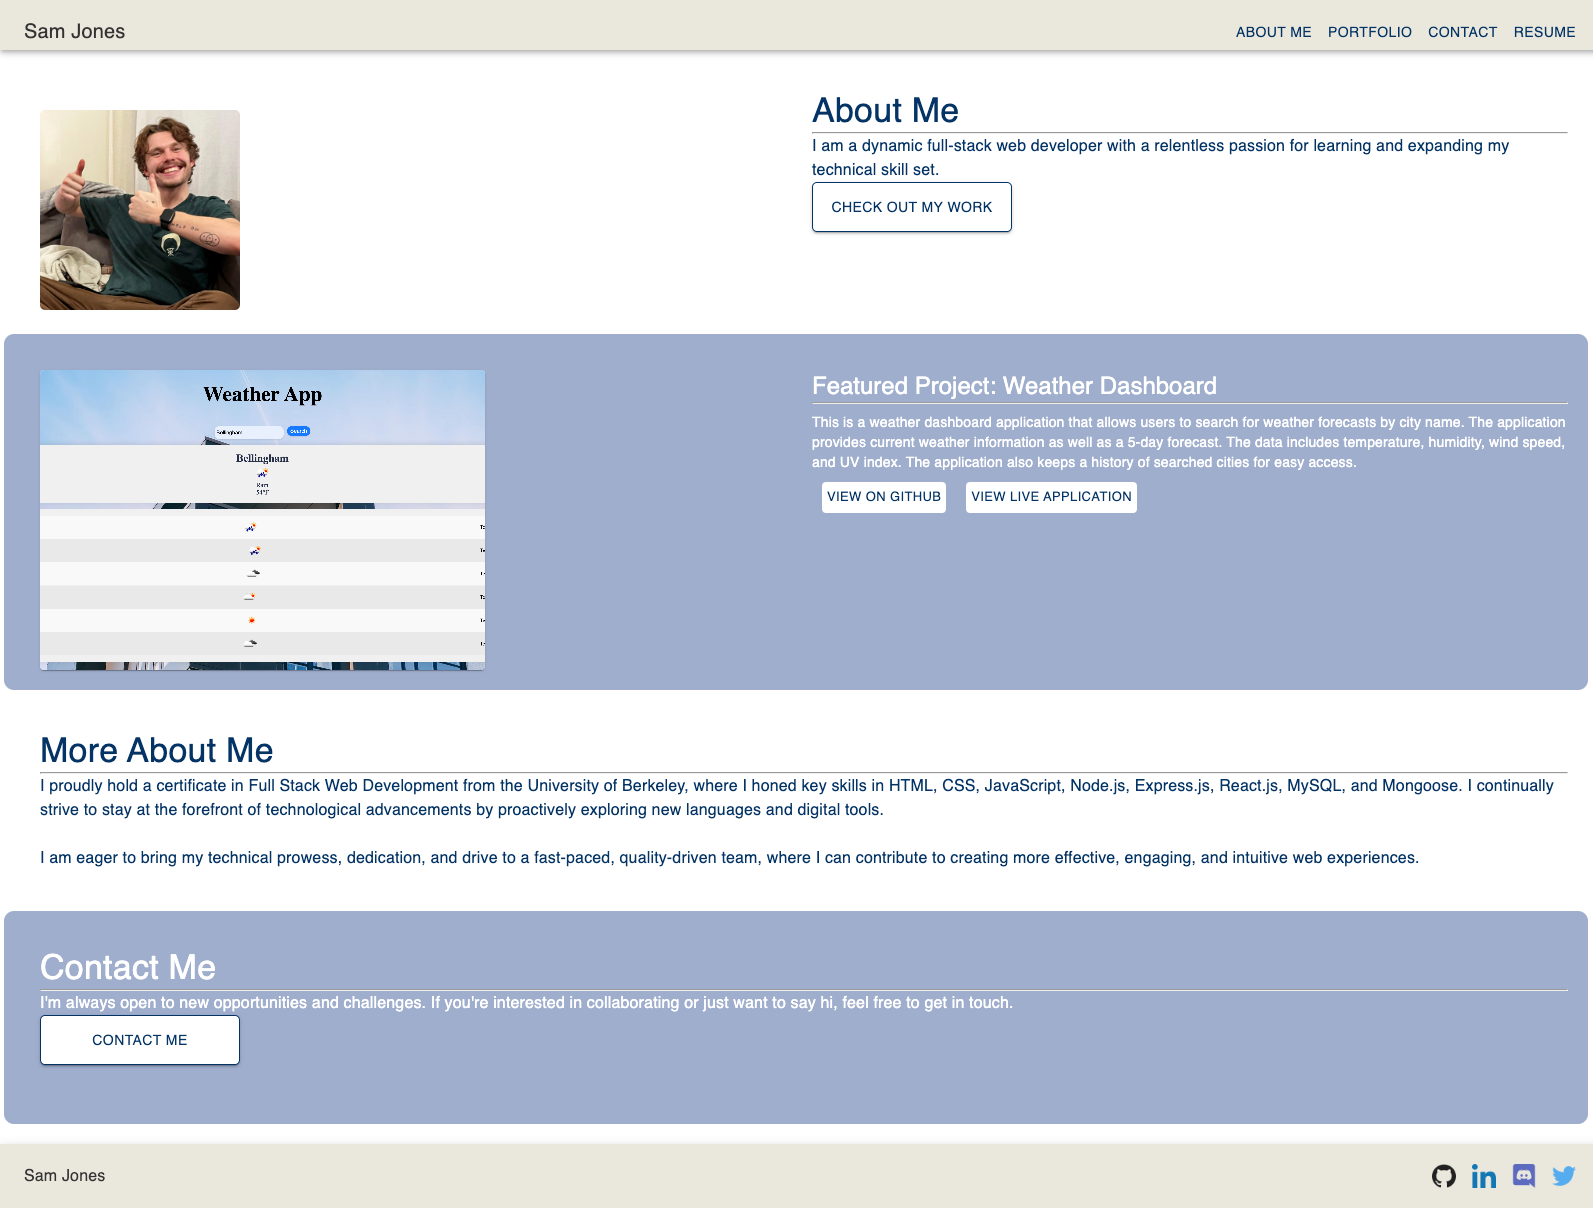 Sam Jones
ABOUT ME PORTFOLIO CONTACT RESUME
About Me
I am a dynamic full-stack web developer with a relentless passion for learning and expanding my
technical skill set.
CHECK OUT MY WORK
Weather App
Bellingham Search
Bellingham
Rain
54°F
Featured Project: Weather Dashboard
This is a weather dashboard application that allows users to search for weather forecasts by city name. The application
provides current weather information as well as a 5-day forecast. The data includes temperature, humidity, wind speed,
and UV index. The application also keeps a history of searched cities for easy access.
VIEW ON GITHUB VIEW LIVE APPLICATION
More About Me
I proudly hold a certificate in Full Stack Web Development from the University of Berkeley, where I honed key skills in HTML, CSS, JavaScript, Node.js, Express.js, React.js, MySQL, and Mongoose. I continually
strive to stay at the forefront of technological advancements by proactively exploring new languages and digital tools.
I am eager to bring my technical prowess, dedication, and drive to a fast-paced, quality-driven team, where I can contribute to creating more effective, engaging, and intuitive web experiences.
Contact Me
I'm always open to new opportunities and challenges. If you're interested in collaborating or just want to say hi, feel free to get in touch.
CONTACT ME
Sam Jones
in